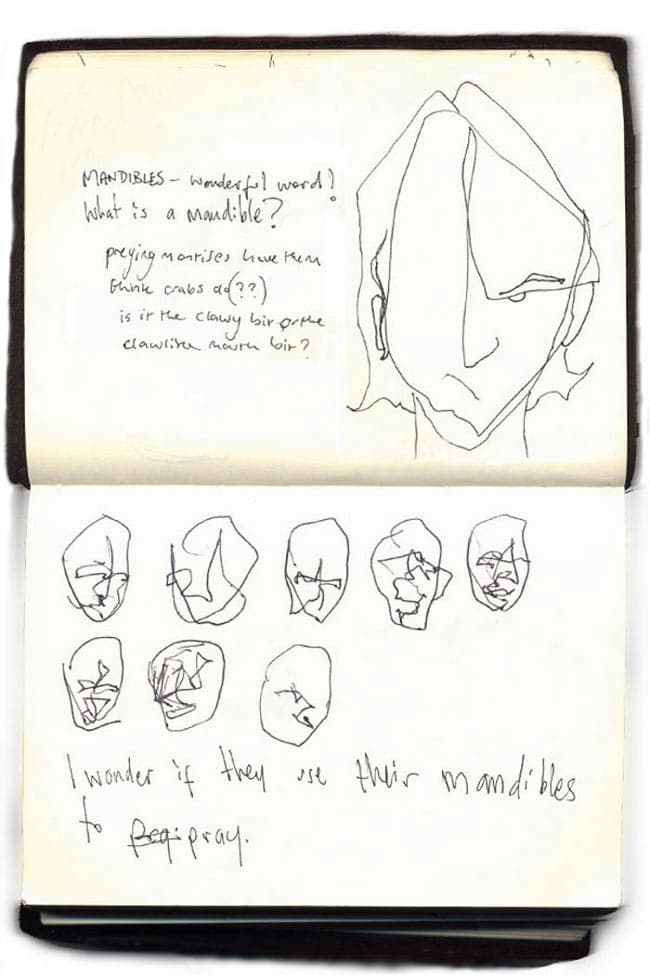 MANDIBLES – wonderful word!
What is a mandible?
preying mantises have them
think crabs do(??)
is it the clawy bit or the
clawlike mouth bit?
I wonder if they use their mandibles
to pray.